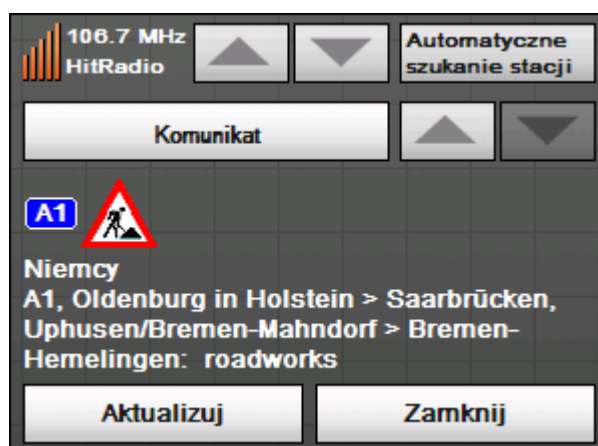 106.7 MHz
HitRadio
Automatyczne
szukanie stacji
Komunikat
A1
Niemcy
A1, Oldenburg in Holstein > Saarbrücken,
Uphusen/Bremen-Mahndorf > Bremen-
Hemelingen: roadworks
Aktualizuj
Zamknij